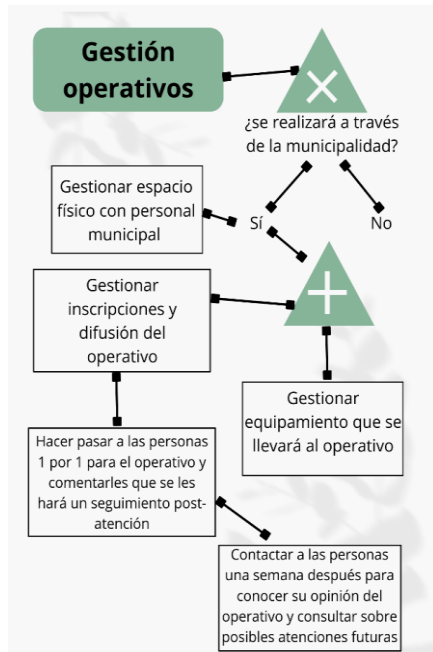 Gestión
operativos
¿se realizará a través
de la municipalidad?
Gestionar espacio
físico con personal
municipal
Sí
No
Gestionar
inscripciones y
difusión del
operativo
Gestionar
equipamiento que se
llevará al operativo
Hacer pasar a las personas
1 por 1 para el operativo y
comentarles que se les
hará un seguimiento post-
atención
Contactar a las personas
una semana después para
conocer su opinión del
operativo y consultar sobre
posibles atenciones futuras